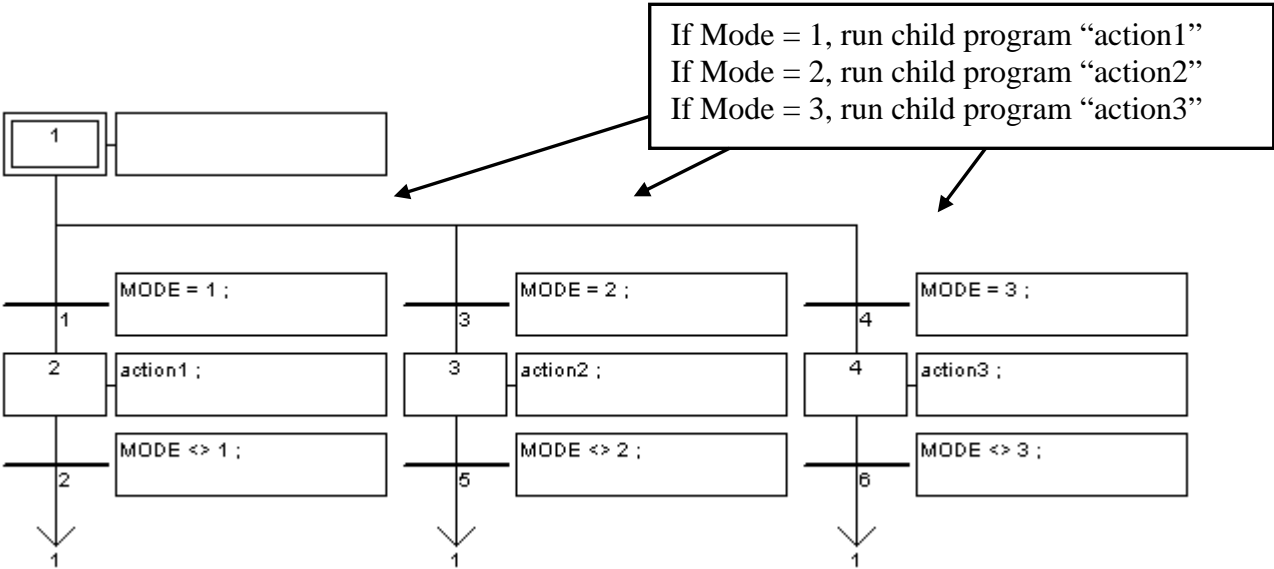 If Mode = 1, run child program “action1”
If Mode = 2, run child program “action2”
If Mode = 3, run child program “action3”
1
MODE = 1 ;
MODE = 2 ;
MODE = 3 ;
1
3
4
2
action1 ;
3
action2 ;
4
action3 ;
MODE <> 1 ;
MODE <> 2 ;
MODE <> 3 ;
2
5
6
1
1
1